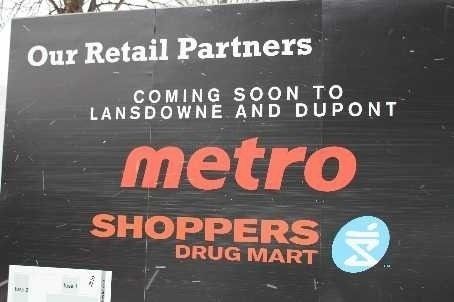 Our Retail Partners
COMING SOON TO
LANSDOWNE AND DUPONT
metro
SHOPPERS
DRUG MART